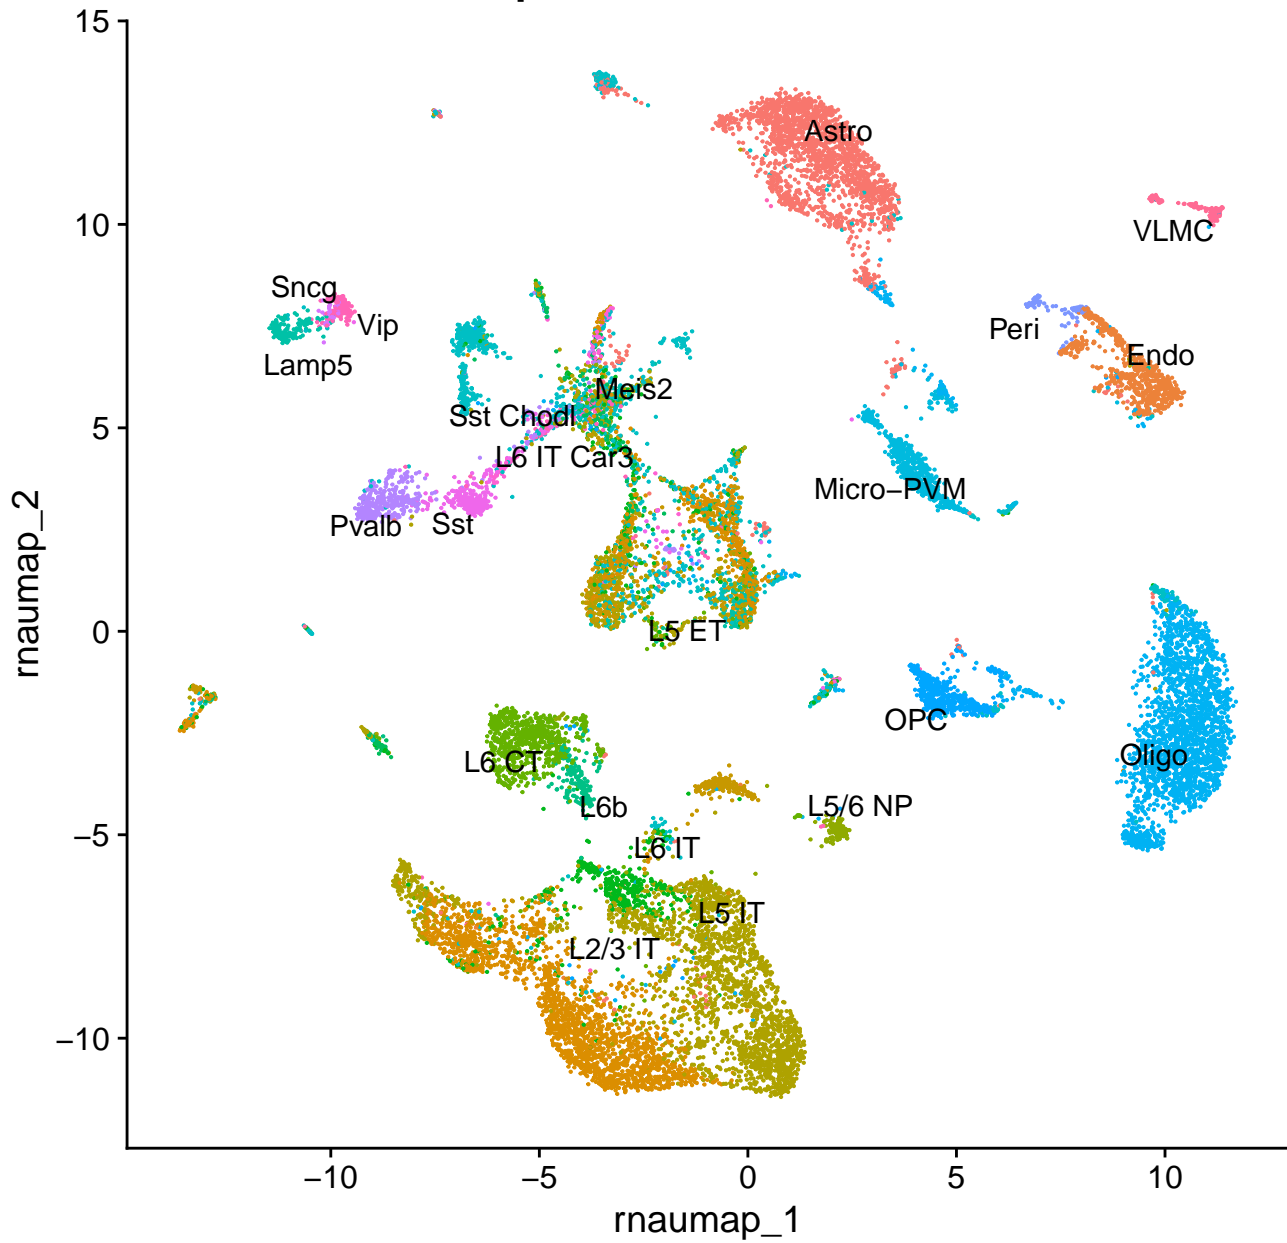 15
10
5
0
−5
−10
rnaumap_2
Astro
VLMC
Sncg
Vip
Lamp5
Peri
Endo
Meis2
Sst Chodl
L6 IT Car3
Micro−PVM
Pvalb
Sst
L5 ET
OPC
Oligo
L6 CT
L6b
L5/6 NP
L6 IT
L5 IT
L2/3 IT
−10
−5
0
5
10
rnaumap_1